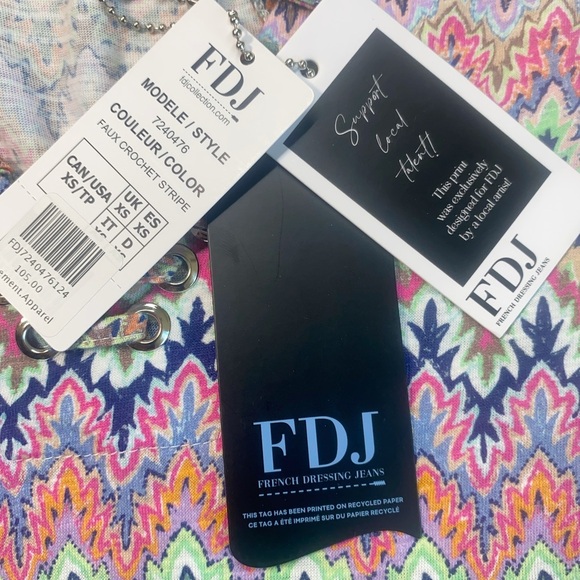 FDJ
fdjcollection.com
MODELE / STYLE
7240476
COULEUR / COLOR
FAUX CROCHET STRIPE
CAN/USA UK ES
XS/TP XS XS
IT D
FDJ7240476124
105.00
ement.Apparel
Support
local
talent!
This print
was exclusively
designed for FDJ
by a local artist!
FDJ
FRENCH DRESSING JEANS
FDJ
FRENCH DRESSING JEANS
THIS TAG HAS BEEN PRINTED ON RECYCLED PAPER
CE TAG A ÉTÉ IMPRIMÉ SUR DU PAPIER RECYCLÉ